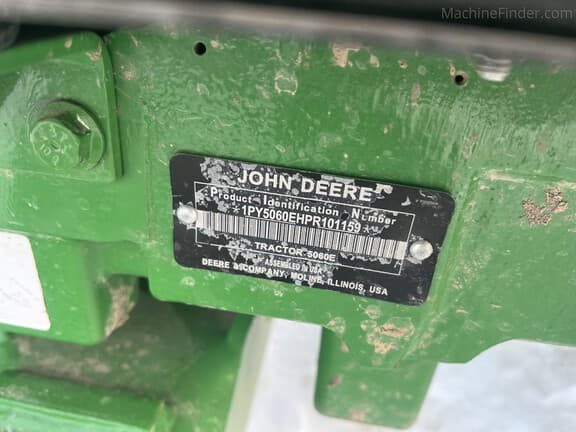 MachineFinder.com
JOHN DEERE
Product Identification Number
*1PY5060EHPR101159*
TRACTOR 5060E
ASSEMBLED IN USA
DEERE & COMPANY, MOLINE, ILLINOIS, USA